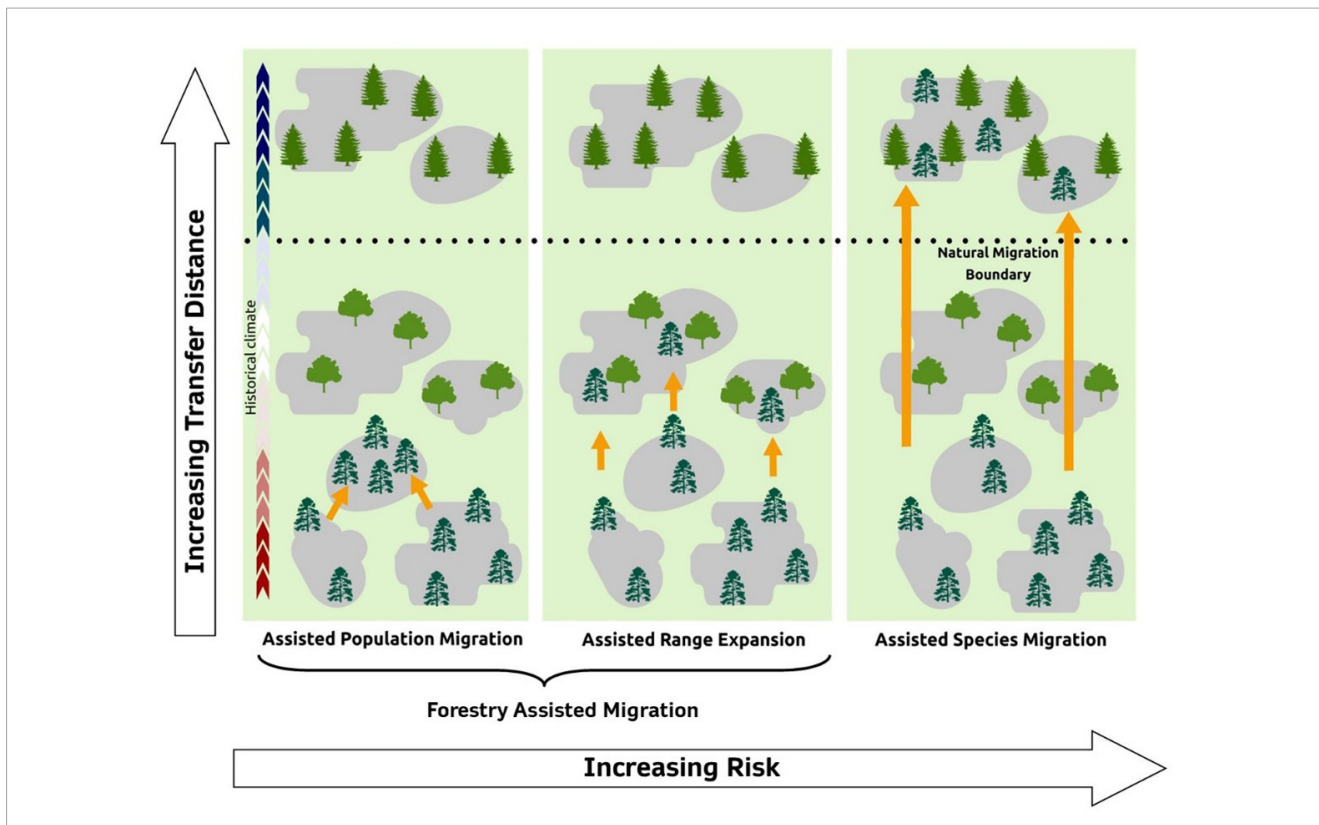 Increasing Transfer Distance
Historical climate
Natural Migration
Boundary
Assisted Population Migration
Assisted Range Expansion
Assisted Species Migration
Forestry Assisted Migration
Increasing Risk